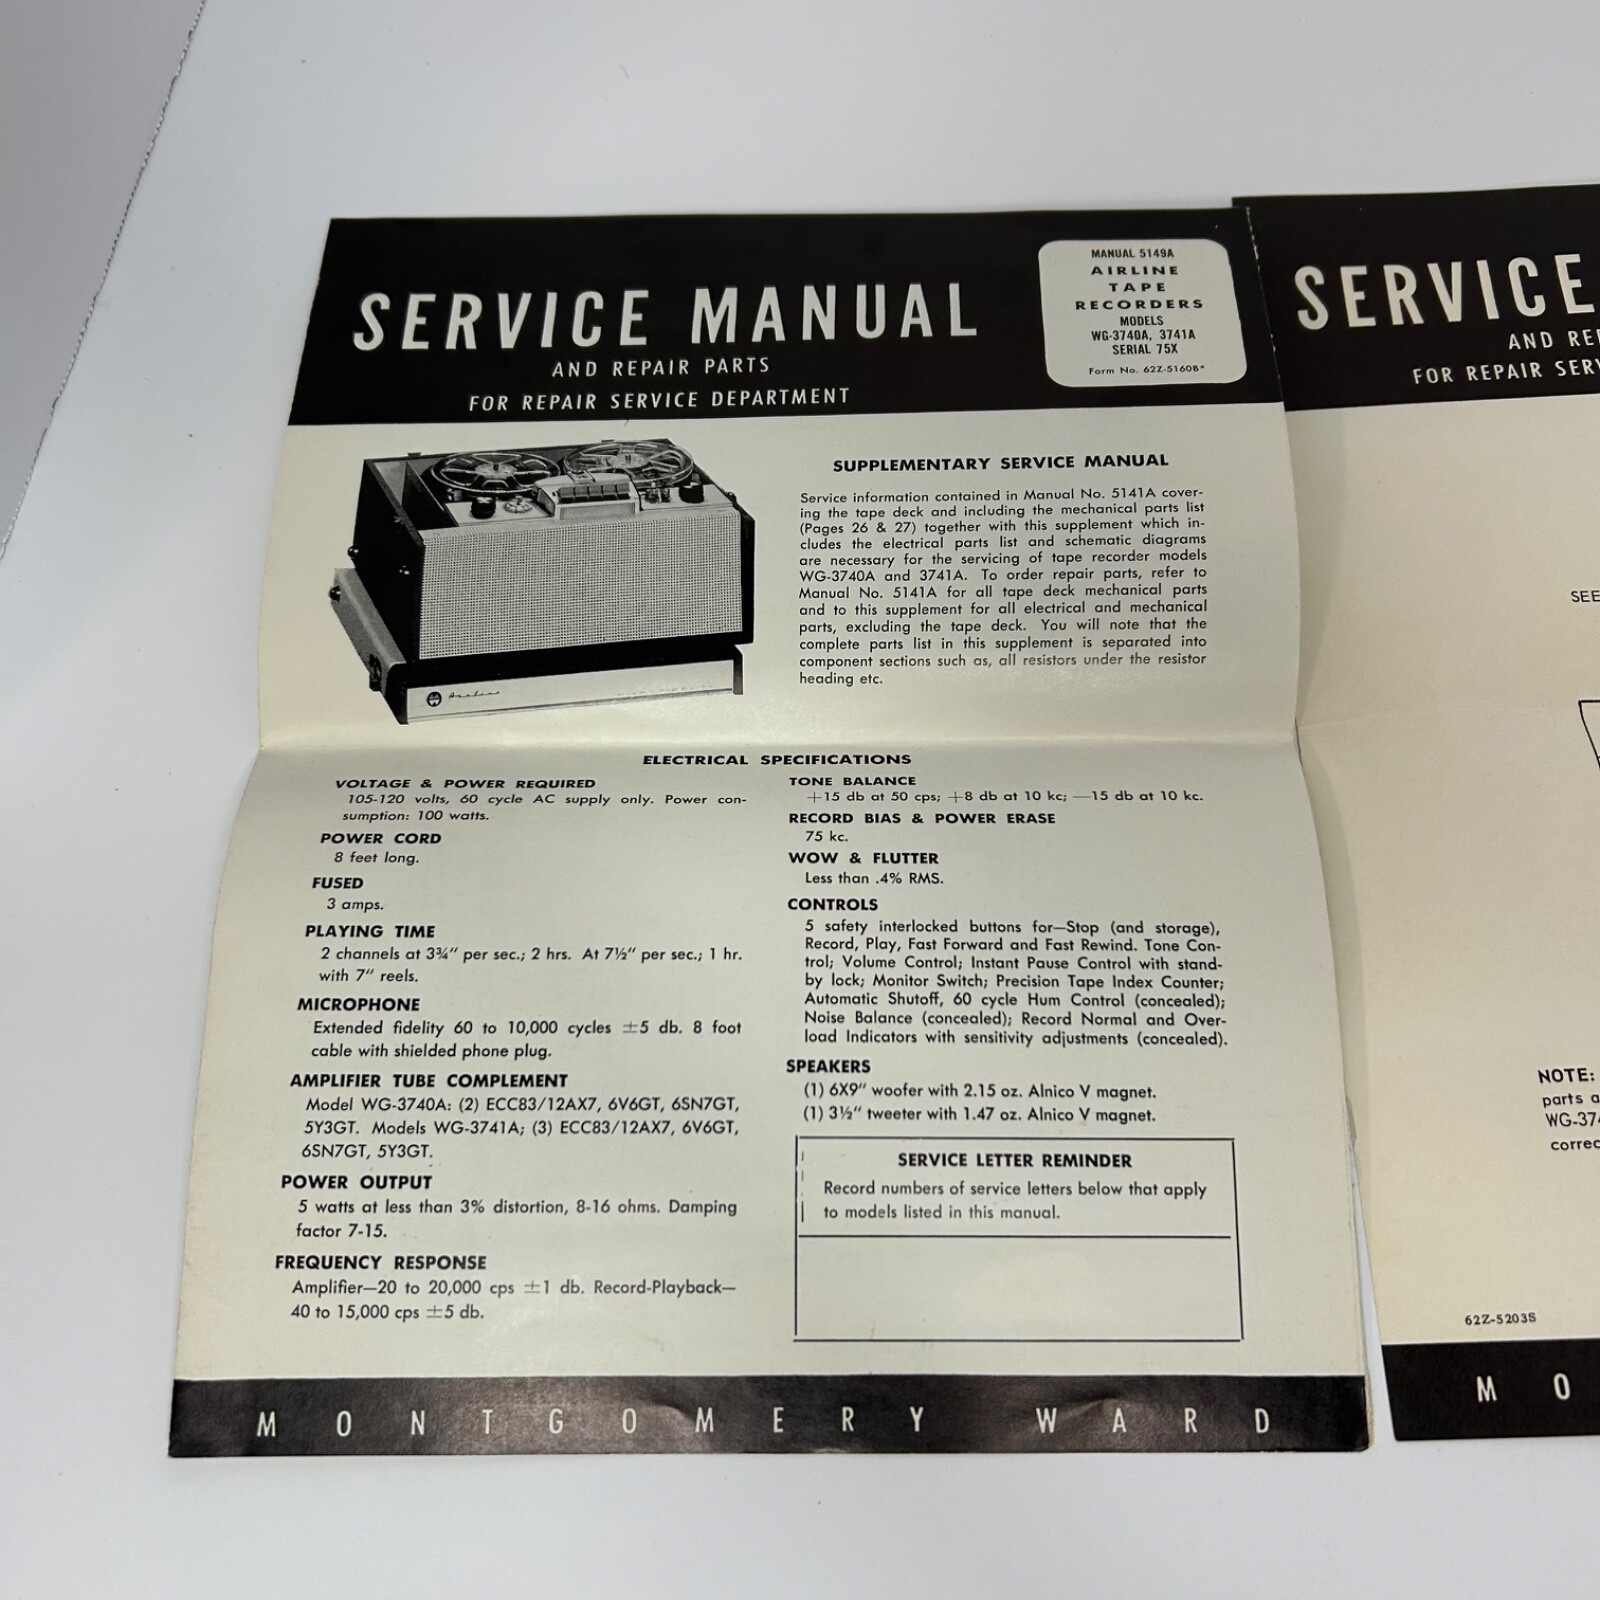 SERVICE MANUAL
AND REPAIR PARTS
FOR REPAIR SERVICE DEPARTMENT
MANUAL 5149A
AIRLINE
TAPE
RECORDERS
MODELS
WG-3740A, 3741A
SERIAL 75X
Form No. 62Z-5160B*
Airline
SUPPLEMENTARY SERVICE MANUAL
Service information contained in Manual No. 5141A cover-
ing the tape deck and including the mechanical parts list
(Pages 26 & 27) together with this supplement which in-
cludes the electrical parts list and schematic diagrams
are necessary for the servicing of tape recorder models
WG-3740A and 3741A. To order repair parts, refer to
Manual No. 5141A for all tape deck mechanical parts
and to this supplement for all electrical and mechanical
parts, excluding the tape deck. You will note that the
complete parts list in this supplement is separated into
component sections such as, all resistors under the resistor
heading etc.
ELECTRICAL SPECIFICATIONS
VOLTAGE & POWER REQUIRED
105-120 volts, 60 cycle AC supply only. Power con-
sumption: 100 watts.
POWER CORD
8 feet long.
FUSED
3 amps.
PLAYING TIME
2 channels at 3¾" per sec.; 2 hrs. At 7½" per sec.; 1 hr.
with 7" reels.
MICROPHONE
Extended fidelity 60 to 10,000 cycles ±5 db. 8 foot
cable with shielded phone plug.
AMPLIFIER TUBE COMPLEMENT
Model WG-3740A: (2) ECC83/12AX7, 6V6GT, 6SN7GT,
5Y3GT. Models WG-3741A; (3) ECC83/12AX7, 6V6GT,
6SN7GT, 5Y3GT.
POWER OUTPUT
5 watts at less than 3% distortion, 8-16 ohms. Damping
factor 7-15.
FREQUENCY RESPONSE
Amplifier—20 to 20,000 cps ±1 db. Record-Playback—
40 to 15,000 cps ±5 db.
TONE BALANCE
+15 db at 50 cps; +8 db at 10 kc; —15 db at 10 kc.
RECORD BIAS & POWER ERASE
75 kc.
WOW & FLUTTER
Less than .4% RMS.
CONTROLS
5 safety interlocked buttons for—Stop (and storage),
Record, Play, Fast Forward and Fast Rewind. Tone Con-
trol; Volume Control; Instant Pause Control with stand-
by lock; Monitor Switch; Precision Tape Index Counter;
Automatic Shutoff, 60 cycle Hum Control (concealed);
Noise Balance (concealed); Record Normal and Over-
load Indicators with sensitivity adjustments (concealed).
SPEAKERS
(1) 6X9" woofer with 2.15 oz. Alnico V magnet.
(1) 3½" tweeter with 1.47 oz. Alnico V magnet.
SERVICE LETTER REMINDER
Record numbers of service letters below that apply
to models listed in this manual.
MONTGOMERY WARD
SERVICE
AND RE
FOR REPAIR SER
SEE
NOTE:
parts a
WG-374
correc
62Z-5203S
MO